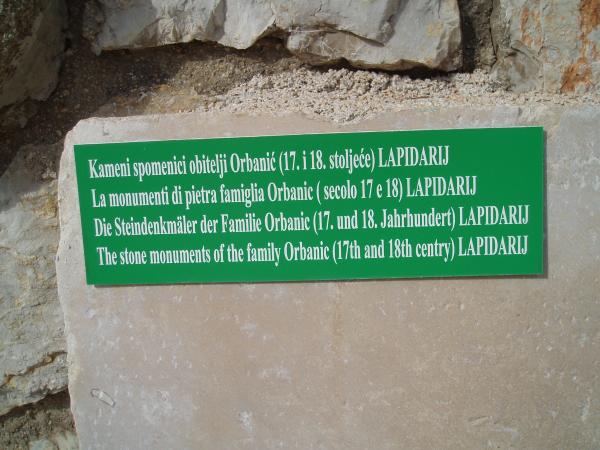 Kameni spomenici obitelji Orbanić (17. i 18. stoljeće) LAPIDARIJ
La monumenti di pietra famiglia Orbanic ( secolo 17 e 18) LAPIDARIJ
Die Steindenkmäler der Familie Orbanic (17. und 18. Jahrhundert) LAPIDARIJ
The stone monuments of the family Orbanic (17th and 18th centry) LAPIDARIJ